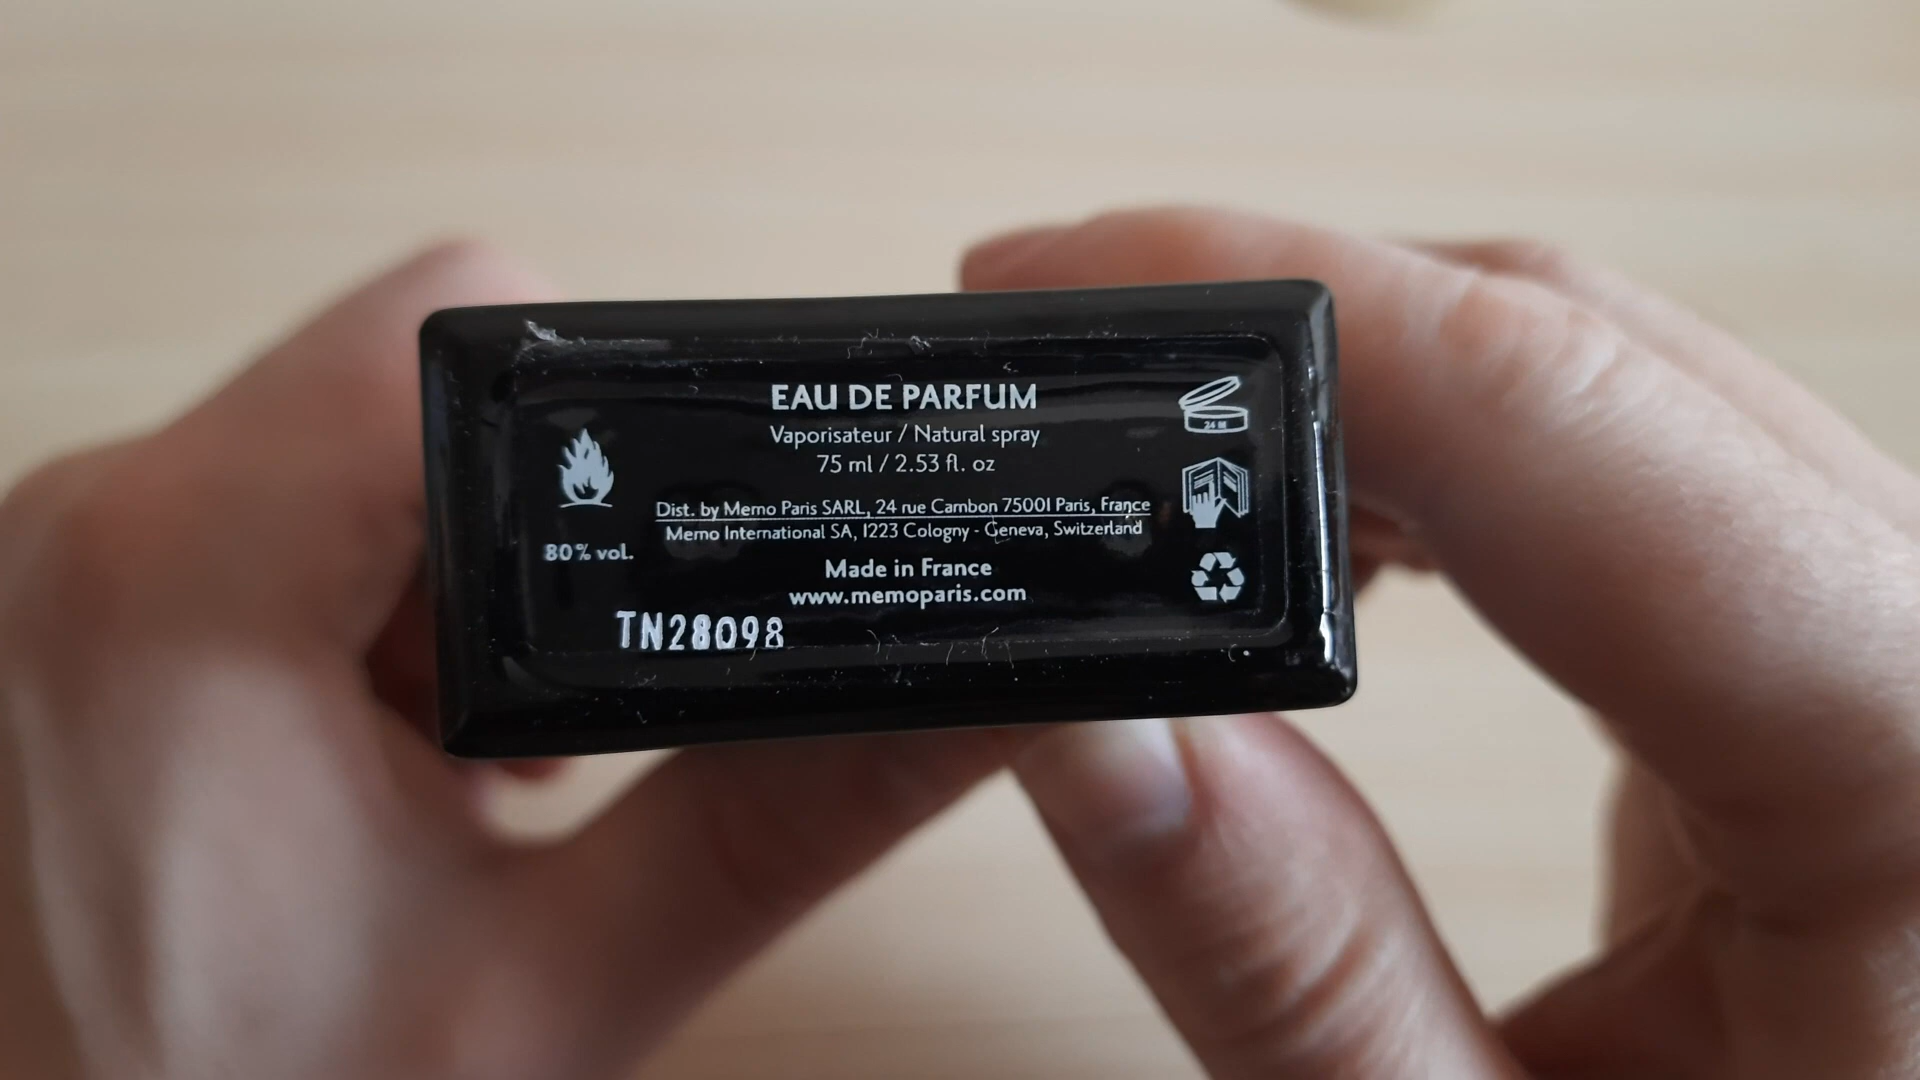 EAU DE PARFUM
Vaporisateur / Natural spray
75 ml / 2.53 fl. oz
24 M
Dist. by Memo Paris SARL, 24 rue Cambon 75001 Paris, France
Memo International SA, 1223 Cologny - Geneva, Switzerland
80% vol.
Made in France
www.memoparis.com
TN28098